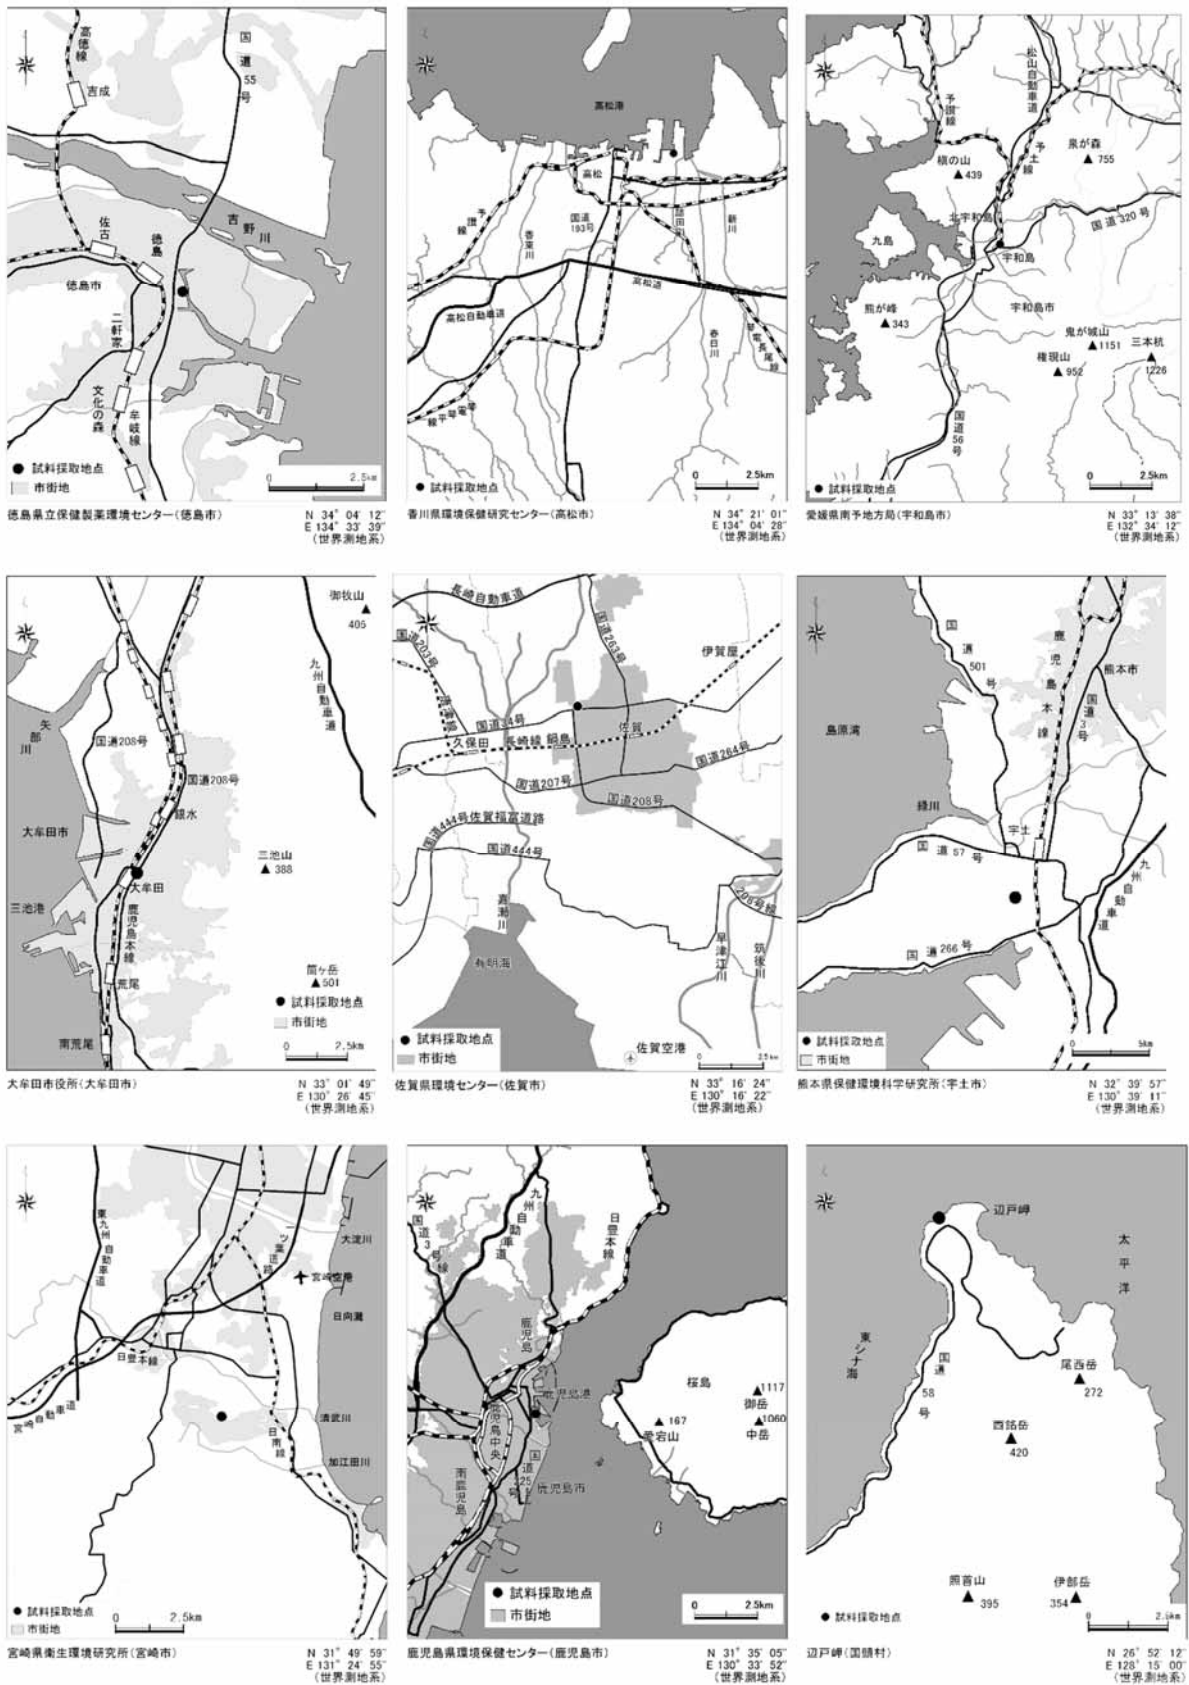 高徳線
国道55号
吉成
吉野川
佐古
徳島
徳島市
二軒家
文化の森
牟岐線
● 試料採取地点
市街地
0 2.5km
徳島県立保健製薬環境センター(徳島市)
N 34° 04′ 12″
E 134° 33′ 39″
(世界測地系)
高松港
高松
予讃線
国道193号
香東川
詰田川
新川
高松道
高松自動車道
春日川
琴電長尾線
琴電琴平線
● 試料採取地点
0 2.5km
香川県環境保健研究センター(高松市)
N 34° 21′ 01″
E 134° 04′ 28″
(世界測地系)
松山自動車道
予讃線
予土線
泉が森
▲ 755
槇の山
▲ 439
北宇和島
国道320号
九島
宇和島
熊が峰
▲ 343
宇和島市
鬼が城山
▲ 1151
三本杭
▲
1226
権現山
▲ 952
国道56号
● 試料採取地点
0 2.5km
愛媛県南予地方局(宇和島市)
N 33° 13′ 38″
E 132° 34′ 12″
(世界測地系)
御牧山
▲
405
九州自動車道
矢部川
国道208号
国道208号
銀水
大牟田市
三池山
▲ 388
大牟田
三池港
鹿児島本線
荒尾
筒ヶ岳
▲ 501
● 試料採取地点
市街地
南荒尾
0 2.5km
大牟田市役所(大牟田市)
N 33° 01′ 49″
E 130° 26′ 45″
(世界測地系)
長崎自動車道
国道203号
国道263号
伊賀屋
唐津線
国道34号
佐賀
久保田 長崎線 鍋島
国道264号
国道207号
国道208号
国道444号佐賀福富道路
国道444号
嘉瀬川
早津江川
筑後川
有明海
● 試料採取地点
市街地
佐賀空港
0 2.5km
佐賀県環境センター(佐賀市)
N 33° 16′ 24″
E 130° 16′ 22″
(世界測地系)
国道501号
鹿児島本線
熊本市
国道3号
島原湾
緑川
宇土
国道57号
九州自動車道
国道266号
● 試料採取地点
市街地
0 5km
熊本県保健環境科学研究所(宇土市)
N 32° 39′ 57″
E 130° 39′ 11″
(世界測地系)
東九州自動車道
一ツ葉道路
大淀川
宮崎空港
日向灘
日豊本線
宮崎自動車道
清武川
日南線
加江田川
● 試料採取地点
市街地
0 2.5km
宮崎県衛生環境研究所(宮崎市)
N 31° 49′ 59″
E 131° 24′ 55″
(世界測地系)
国道3号線
九州自動車道
日豊本線
鹿児島
鹿児島港
鹿児島中央
桜島
▲ 1117
御岳
▲ 1060
中岳
▲ 167
愛宕山
南鹿児島
国道225号
鹿児島市
● 試料採取地点
市街地
0 2.5km
鹿児島県環境保健センター(鹿児島市)
N 31° 35′ 05″
E 130° 33′ 52″
(世界測地系)
辺戸岬
太平洋
東シナ海
国道58号
尾西岳
▲
272
西銘岳
▲
420
照首山
▲ 395
伊部岳
354 ▲
● 試料採取地点
0 2.5km
辺戸岬(国頭村)
N 26° 52′ 12″
E 128° 15′ 00″
(世界測地系)